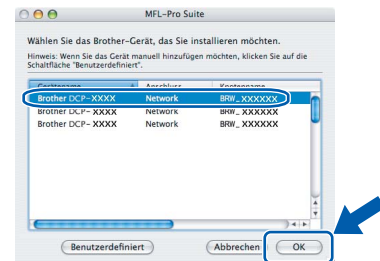 MFL-Pro Suite
Wählen Sie das Brother-Gerät, das Sie installieren möchten.
Hinweis: Wenn Sie das Gerät manuell hinzufügen möchten, klicken Sie auf die
Schaltfläche "Benutzerdefiniert".
Gerätename Anschluss Knotenname
Brother DCP-XXXX Network BRW_XXXXXX
Brother DCP-XXXX Network BRW_XXXXXX
Brother DCP-XXXX Network BRW_XXXXXX
Benutzerdefiniert Abbrechen OK